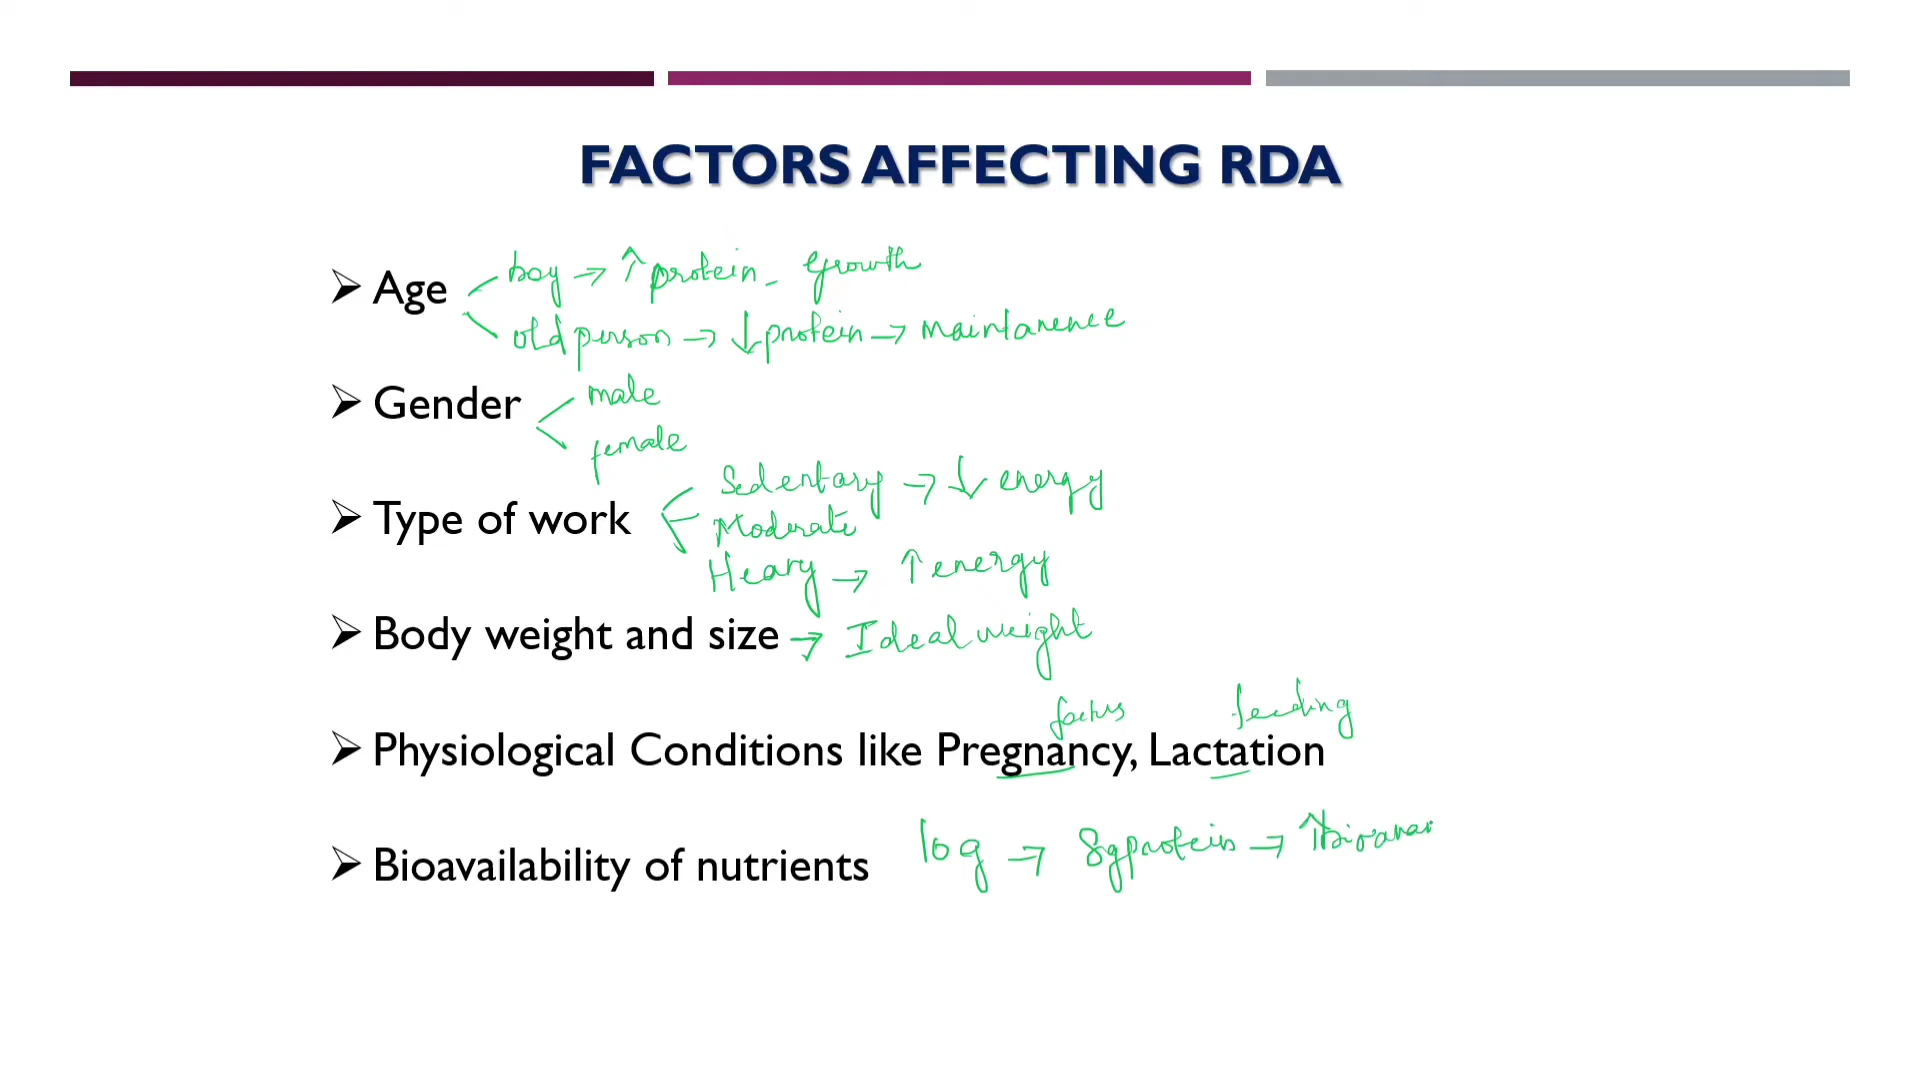 FACTORS AFFECTING RDA
boy → ↑ protein - growth
➢ Age
old person → ↓ protein → maintanence
male
➢ Gender
female
Sedentary → ↓ energy
➢ Type of work
Moderate
Heavy → ↑ energy
➢ Body weight and size → Ideal weight
foetus feeding
➢ Physiological Conditions like Pregnancy, Lactation
10g → 8g protein → ↑
➢ Bioavailability of nutrients